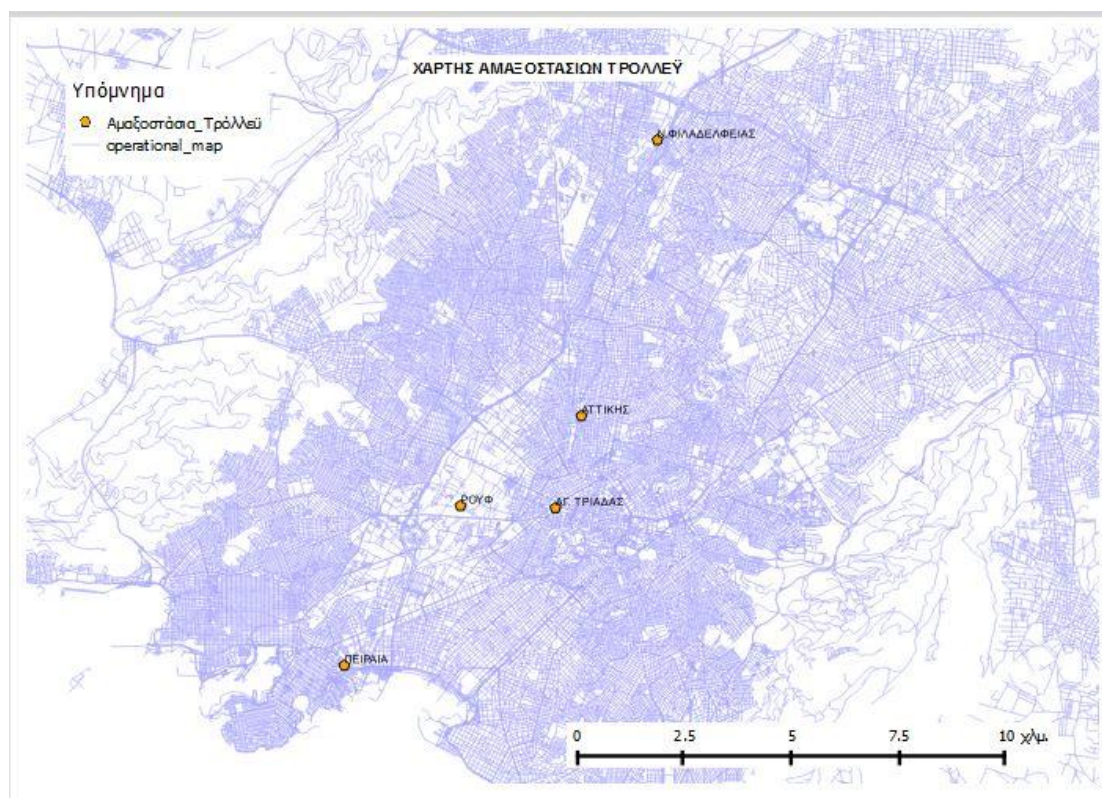 ΧΑΡΤΗΣ ΑΜΑΞΟΣΤΑΣΙΩΝ ΤΡΟΛΛΕΫ
Υπόμνημα
Αμαξοστάσια_Τρόλλεϋ
operational_map
Ν.ΦΙΛΑΔΕΛΦΕΙΑΣ
ΑΤΤΙΚΗΣ
ΡΟΥΦ
ΑΓ. ΤΡΙΑΔΑΣ
ΠΕΙΡΑΙΑ
0 2.5 5 7.5 10 χλμ.